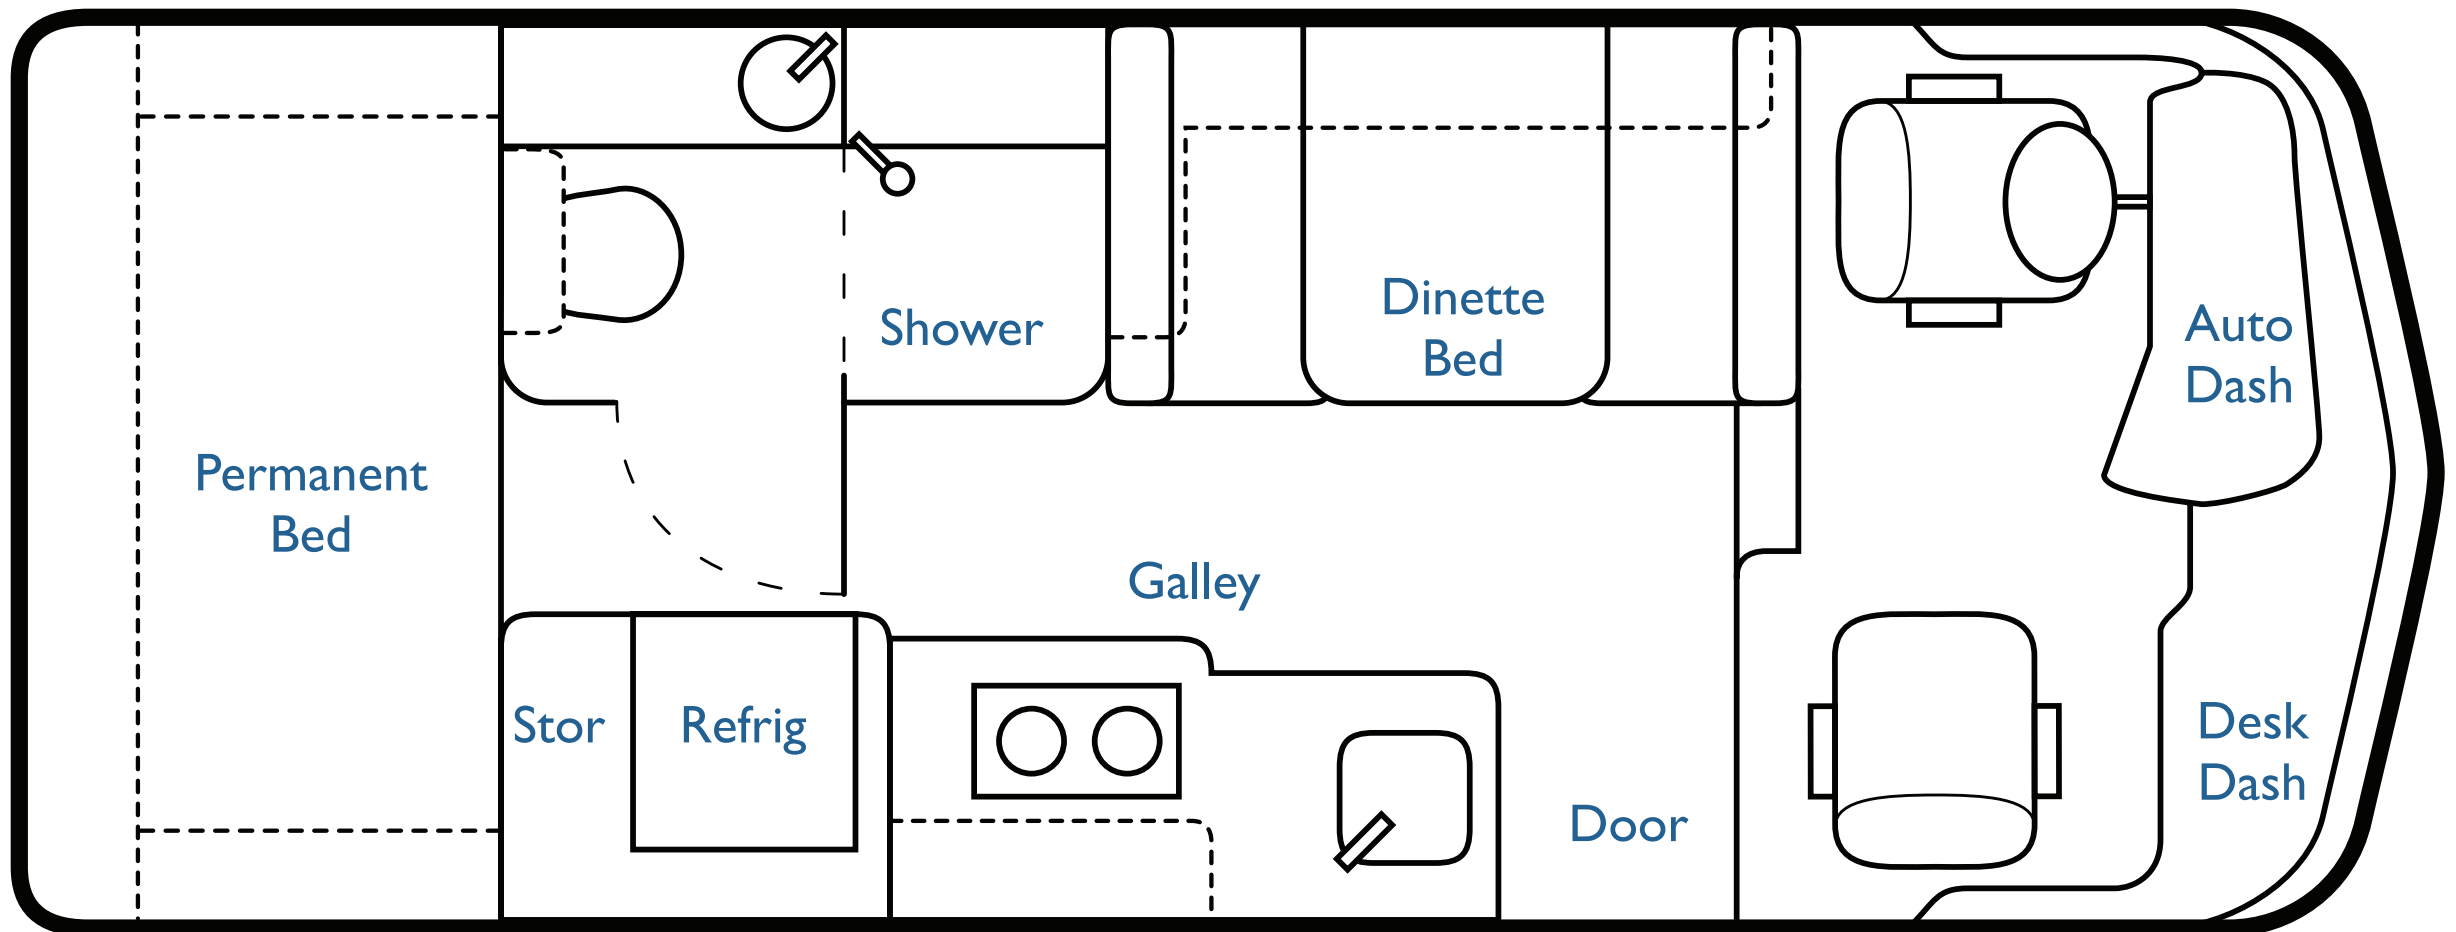 Permanent
Bed
Shower
Dinette
Bed
Auto
Dash
Galley
Stor
Refrig
Door
Desk
Dash